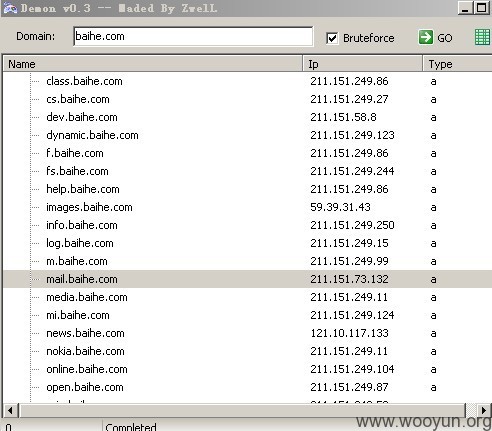 Demon v0.3 -- Maded By ZwelL
Domain: baihe.com Bruteforce GO
Name Ip Type
class.baihe.com 211.151.249.86 a
cs.baihe.com 211.151.249.27 a
dev.baihe.com 211.151.58.8 a
dynamic.baihe.com 211.151.249.123 a
f.baihe.com 211.151.249.86 a
fs.baihe.com 211.151.249.244 a
help.baihe.com 211.151.249.86 a
images.baihe.com 59.39.31.43 a
info.baihe.com 211.151.249.250 a
log.baihe.com 211.151.249.15 a
m.baihe.com 211.151.249.99 a
mail.baihe.com 211.151.73.132 a
media.baihe.com 211.151.249.11 a
mi.baihe.com 211.151.249.124 a
news.baihe.com 121.10.117.133 a
nokia.baihe.com 211.151.249.11 a
online.baihe.com 211.151.249.104 a
open.baihe.com 211.151.249.87 a
www.wooyun.org
0 Completed